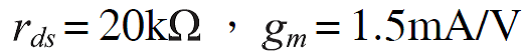 r_ds = 20kΩ ， g_m = 1.5mA/V